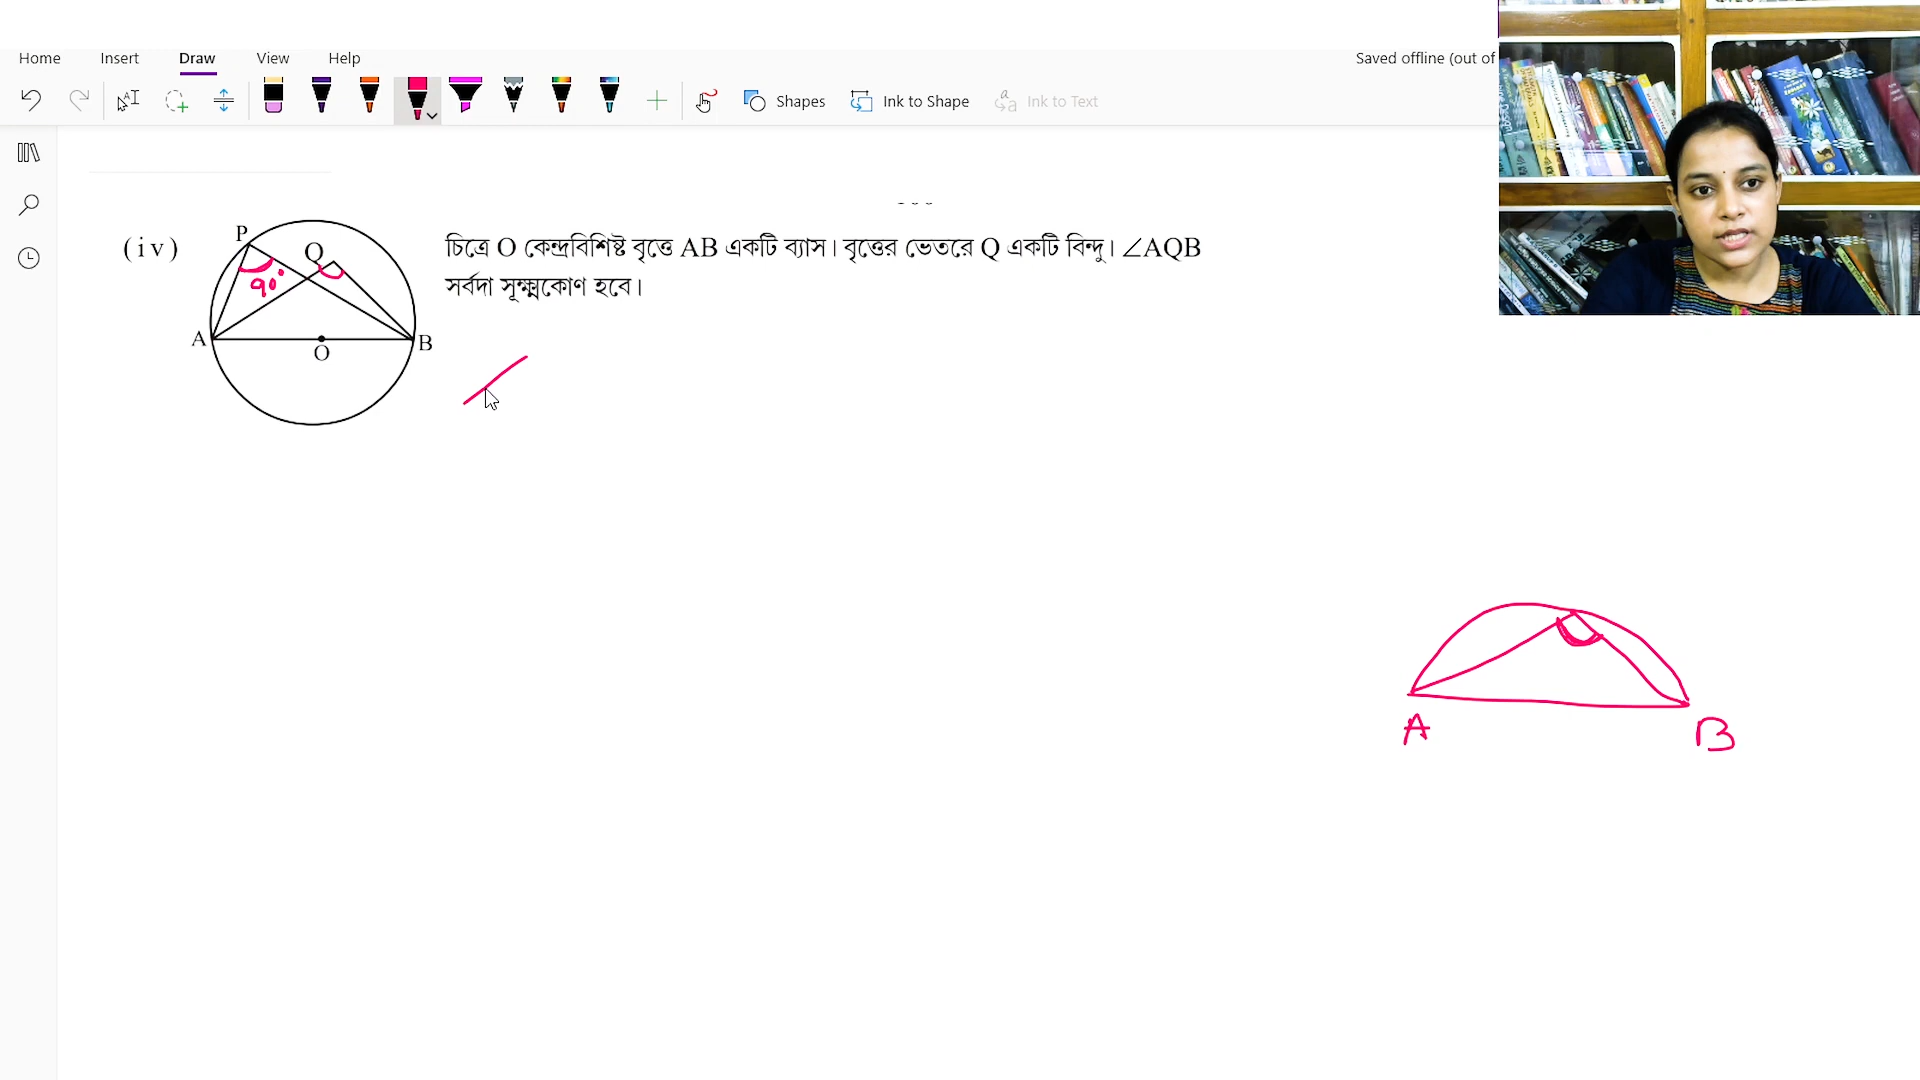 Home Insert Draw View Help
Saved offline (out of
Shapes Ink to Shape Ink to Text
(iv)
P
Q
৭০°
A
B
O
চিত্রে O কেন্দ্রবিশিষ্ট বৃত্তে AB একটি ব্যাস। বৃত্তের ভেতরে Q একটি বিন্দু। ∠AQB
সর্বদা সূক্ষ্মকোণ হবে।
A
B